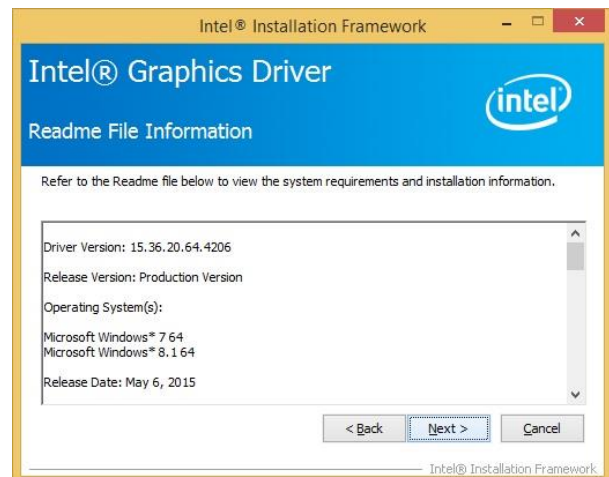 Intel® Installation Framework
Intel® Graphics Driver
intel
Readme File Information
Refer to the Readme file below to view the system requirements and installation information.
Driver Version: 15.36.20.64.4206
Release Version: Production Version
Operating System(s):
Microsoft Windows* 7 64
Microsoft Windows* 8.1 64
Release Date: May 6, 2015
< Back Next > Cancel
Intel® Installation Framework